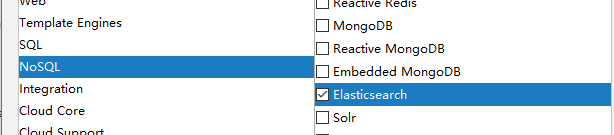 Web
Template Engines
SQL
NoSQL
Integration
Cloud Core
Cloud Support
Reactive Redis
MongoDB
Reactive MongoDB
Embedded MongoDB
Elasticsearch
Solr